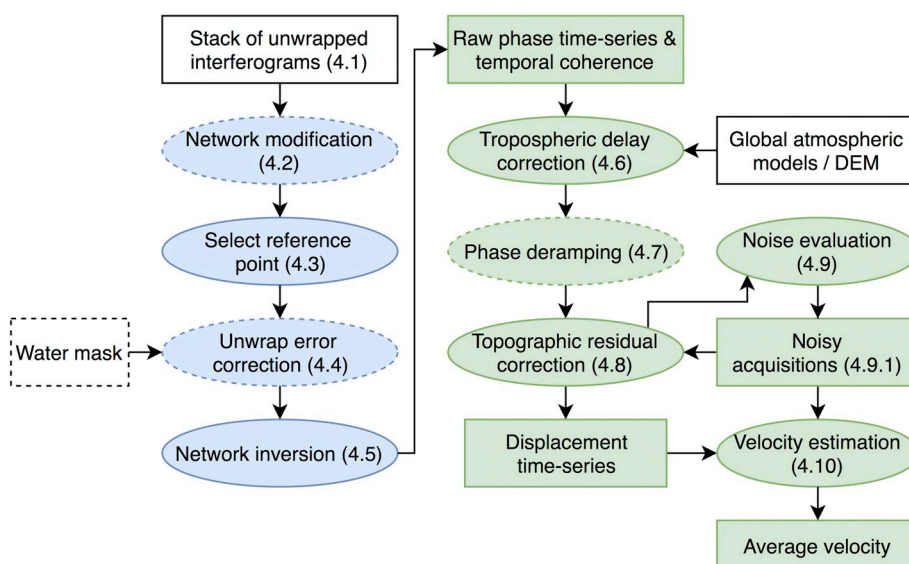 Stack of unwrapped
interferograms (4.1)
Network modification
(4.2)
Select reference
point (4.3)
Water mask
Unwrap error
correction (4.4)
Network inversion (4.5)
Raw phase time-series &
temporal coherence
Tropospheric delay
correction (4.6)
Global atmospheric
models / DEM
Phase deramping (4.7)
Noise evaluation
(4.9)
Topographic residual
correction (4.8)
Noisy
acquisitions (4.9.1)
Displacement
time-series
Velocity estimation
(4.10)
Average velocity